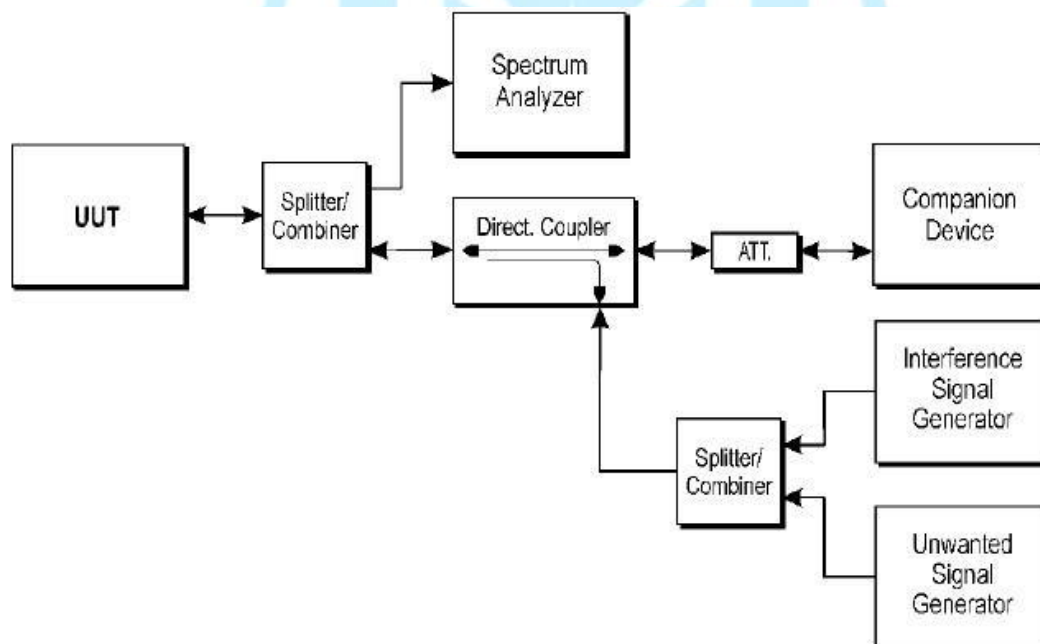 Spectrum
Analyzer
UUT
Splitter/
Combiner
Direct. Coupler
ATT.
Companion
Device
Interference
Signal
Generator
Splitter/
Combiner
Unwanted
Signal
Generator